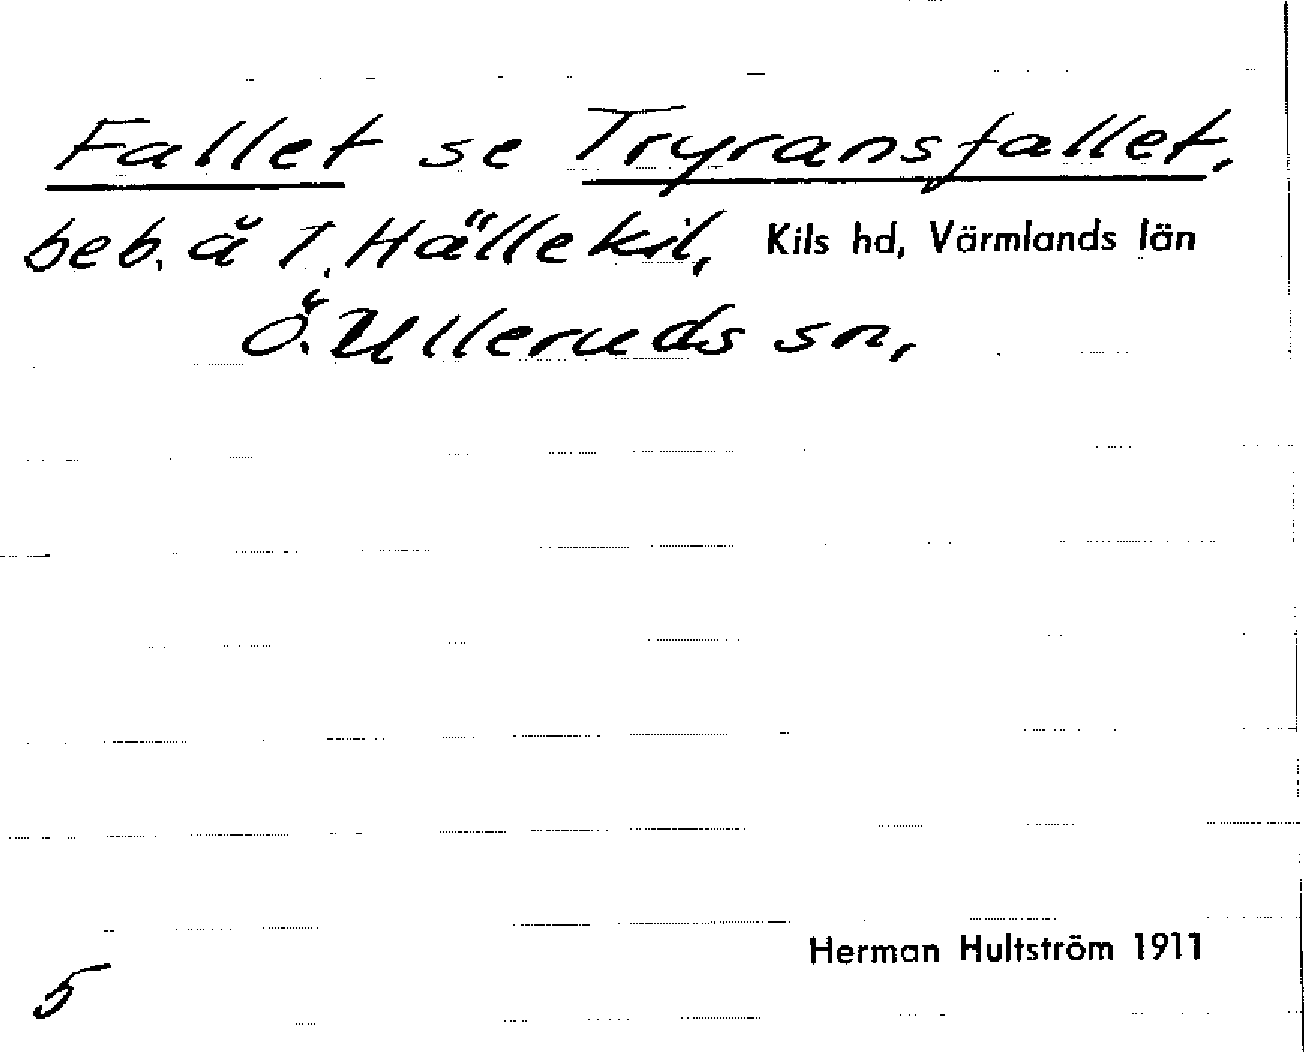 Fallet se Tryransfallet,
beb. å 1. Hällekil, Kils hd, Värmlands län
Ö. Ulleruds sn,
Herman Hultström 1911
5